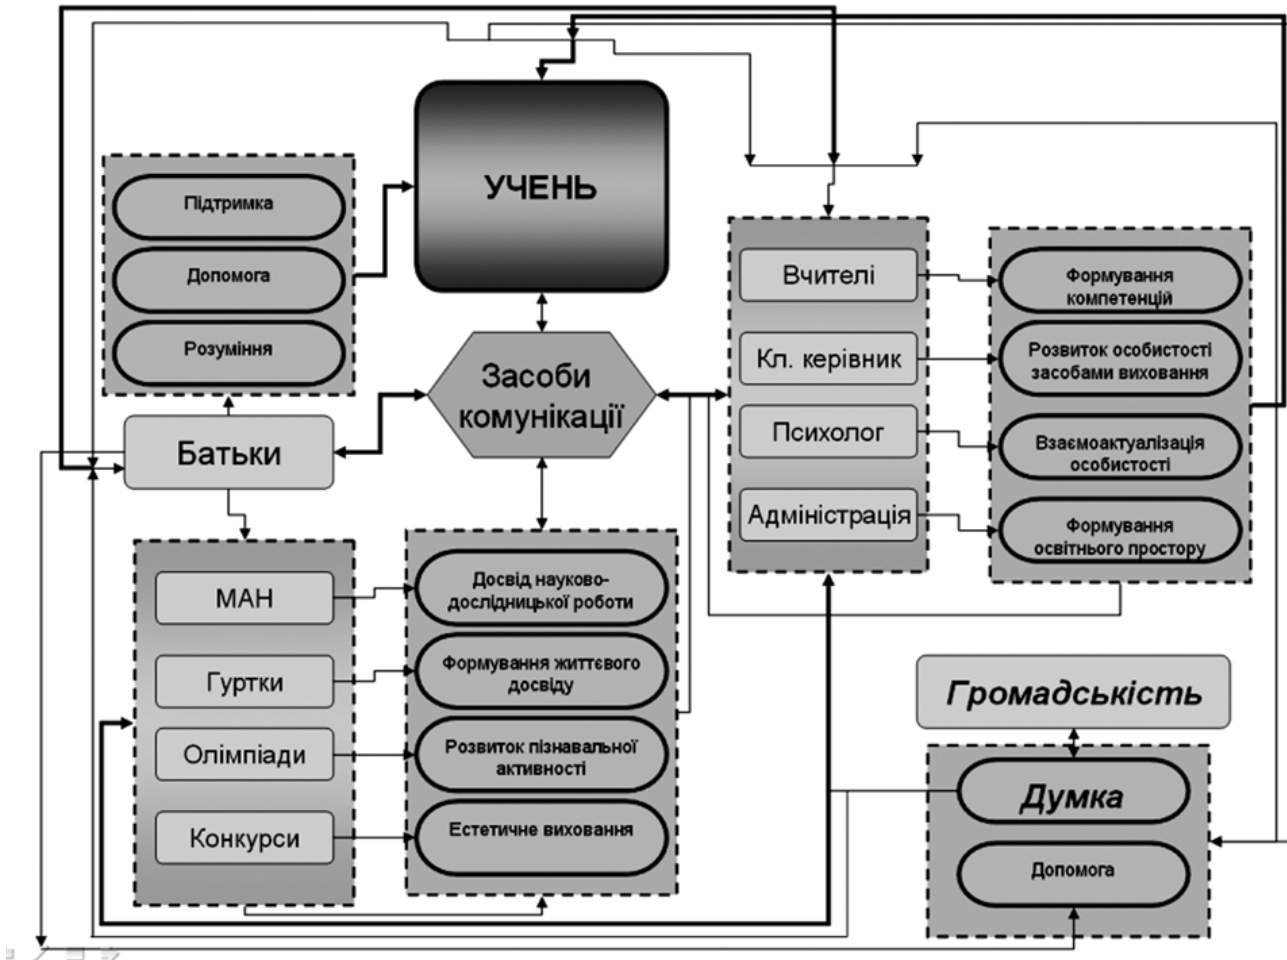 УЧЕНЬ
Підтримка
Допомога
Розуміння
Батьки
Засоби
комунікації
Вчителі
Кл. керівник
Психолог
Адміністрація
Формування
компетенцій
Розвиток особистості
засобами виховання
Взаємоактуалізація
особистості
Формування
освітнього простору
МАН
Гуртки
Олімпіади
Конкурси
Досвід науково-
дослідницької роботи
Формування життєвого
досвіду
Розвиток пізнавальної
активності
Естетичне виховання
Громадськість
Думка
Допомога